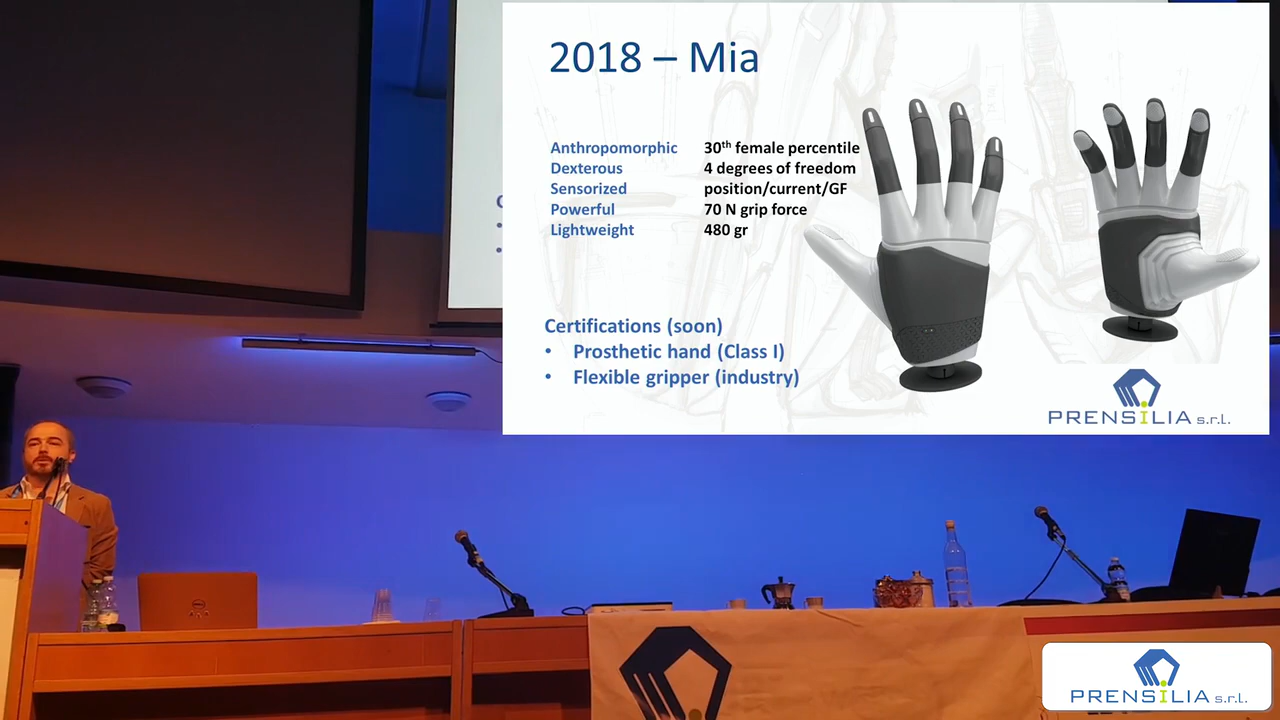 2018 – Mia
Anthropomorphic 30th female percentile
Dexterous 4 degrees of freedom
Sensorized position/current/GF
Powerful 70 N grip force
Lightweight 480 gr
Certifications (soon)
• Prosthetic hand (Class I)
• Flexible gripper (industry)
PRENSILIA s.r.l.
DELL
PRENSILIA s.r.l.